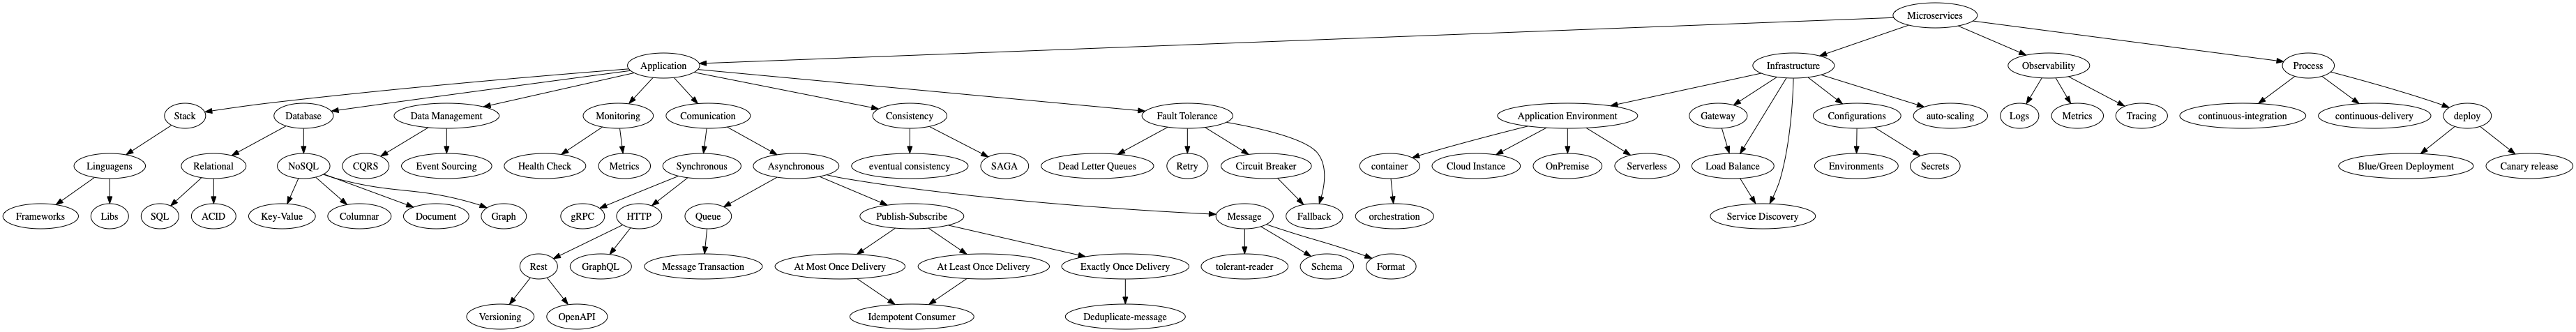 Microservices
Application
Infrastructure
Observability
Process
Stack
Database
Data Management
Monitoring
Comunication
Consistency
Fault Tolerance
Application Environment
Gateway
Configurations
auto-scaling
Logs
Metrics
Tracing
continuous-integration
continuous-delivery
deploy
Linguagens
Relational
NoSQL
CQRS
Event Sourcing
Health Check
Metrics
Synchronous
Asynchronous
eventual consistency
SAGA
Dead Letter Queues
Retry
Circuit Breaker
container
Cloud Instance
OnPremise
Serverless
Load Balance
Environments
Secrets
Blue/Green Deployment
Canary release
Frameworks
Libs
SQL
ACID
Key-Value
Columnar
Document
Graph
gRPC
HTTP
Queue
Publish-Subscribe
Message
Fallback
orchestration
Service Discovery
Rest
GraphQL
Message Transaction
At Most Once Delivery
At Least Once Delivery
Exactly Once Delivery
tolerant-reader
Schema
Format
Versioning
OpenAPI
Idempotent Consumer
Deduplicate-message